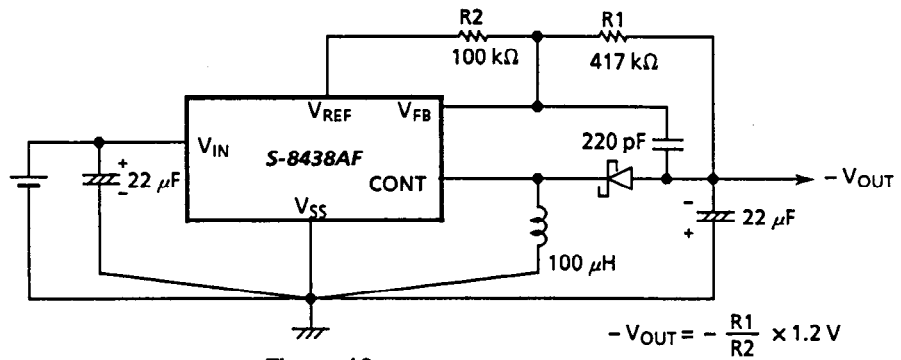 R2
100 kΩ
R1
417 kΩ
VREF
VFB
VIN
S-8438AF
CONT
VSS
+
22 μF
-
220 pF
100 μH
- VOUT
-
22 μF
+
- VOUT = - R1/R2 × 1.2 V